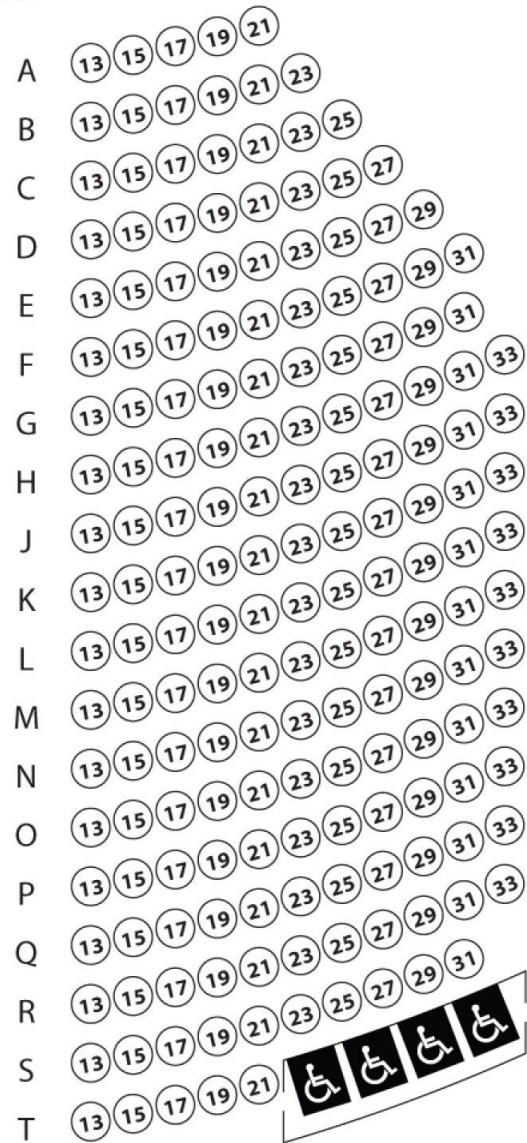 A 13 15 17 19 21
B 13 15 17 19 21 23
C 13 15 17 19 21 23 25
D 13 15 17 19 21 23 25 27
E 13 15 17 19 21 23 25 27 29
F 13 15 17 19 21 23 25 27 29 31
G 13 15 17 19 21 23 25 27 29 31
H 13 15 17 19 21 23 25 27 29 31 33
J 13 15 17 19 21 23 25 27 29 31 33
K 13 15 17 19 21 23 25 27 29 31 33
L 13 15 17 19 21 23 25 27 29 31 33
M 13 15 17 19 21 23 25 27 29 31 33
N 13 15 17 19 21 23 25 27 29 31 33
O 13 15 17 19 21 23 25 27 29 31 33
P 13 15 17 19 21 23 25 27 29 31 33
Q 13 15 17 19 21 23 25 27 29 31 33
R 13 15 17 19 21 23 25 27 29 31 33
S 13 15 17 19 21 23 25 27 29 31
T 13 15 17 19 21